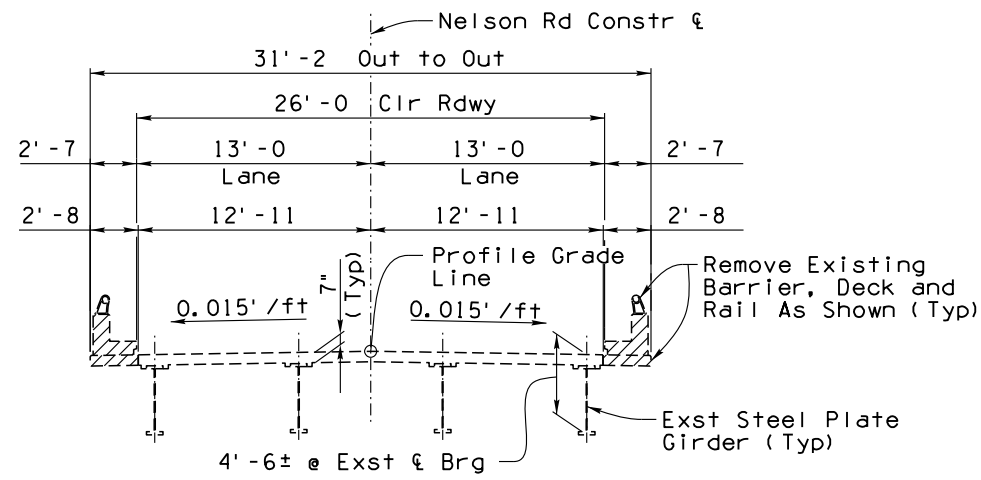 Nelson Rd Constr ℄
31'-2 Out to Out
26'-0 Clr Rdwy
2'-7 13'-0 13'-0 2'-7
Lane Lane
2'-8 12'-11 12'-11 2'-8
Profile Grade
Line
7"
(Typ)
0.015'/ft 0.015'/ft
Remove Existing
Barrier, Deck and
Rail As Shown (Typ)
Exst Steel Plate
Girder (Typ)
4'-6± @ Exst ℄ Brg